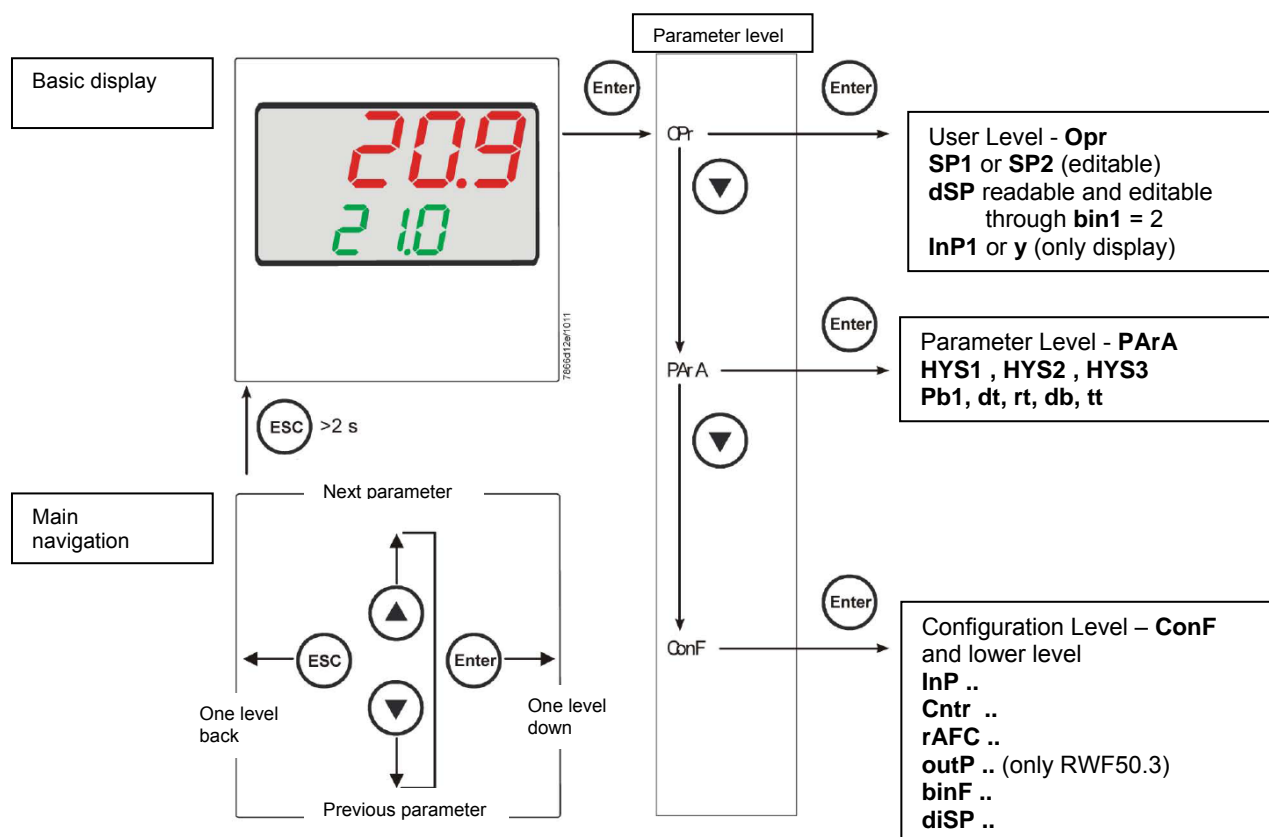 Parameter level
Basic display
Enter
Enter
20.9
21.0
OPr
User Level - Opr
SP1 or SP2 (editable)
dSP readable and editable
through bin1 = 2
InP1 or y (only display)
7866d12e/1011
Enter
PArA
Parameter Level - PArA
HYS1 , HYS2 , HYS3
Pb1, dt, rt, db, tt
ESC >2 s
Main
navigation
Next parameter
ESC
Enter
One level
back
One level
down
Previous parameter
Enter
ConF
Configuration Level – ConF
and lower level
InP ..
Cntr ..
rAFC ..
outP .. (only RWF50.3)
binF ..
diSP ..